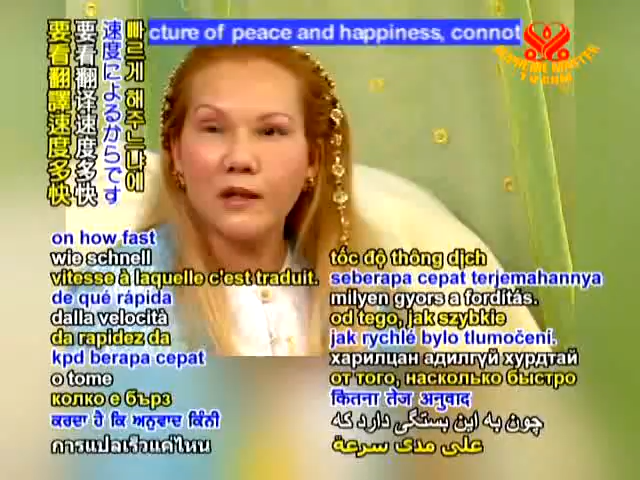 cture of peace and happiness, connot
SUPREME MASTER
TV.COM
要看翻譯速度多快
要看翻译速度多快
速度によるからです
빠르게 해주느냐에
on how fast
wie schnell
vitesse à laquelle c'est traduit.
de qué rápida
dalla velocità
da rapidez da
kpd berapa cepat
o tome
колко е бърз
ਕਰਦਾ ਹੈ ਕਿ ਅਨੁਵਾਦ ਕਿੰਨੀ
การแปลเร็วแค่ไหน
tốc độ thông dịch
seberapa cepat terjemahannya
milyen gyors a fordítás.
od tego, jak szybkie
jak rychlé bylo tlumočení.
харилцан адилгүй хурдтай
от того, насколько быстро
कितना तेज अनुवाद
چون به این بستگی دارد که
على مدى سرعة